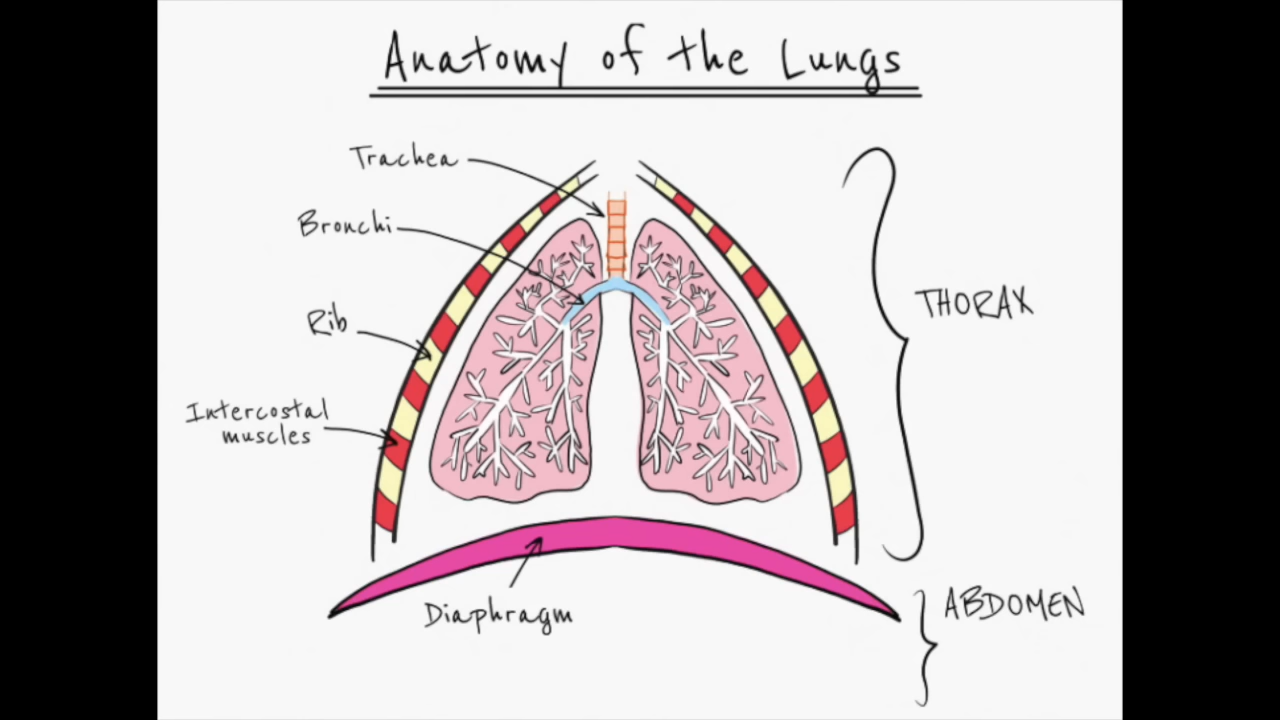 Anatomy of the Lungs
Trachea
Bronchi
Rib
Intercostal
muscles
Diaphragm
THORAX
ABDOMEN